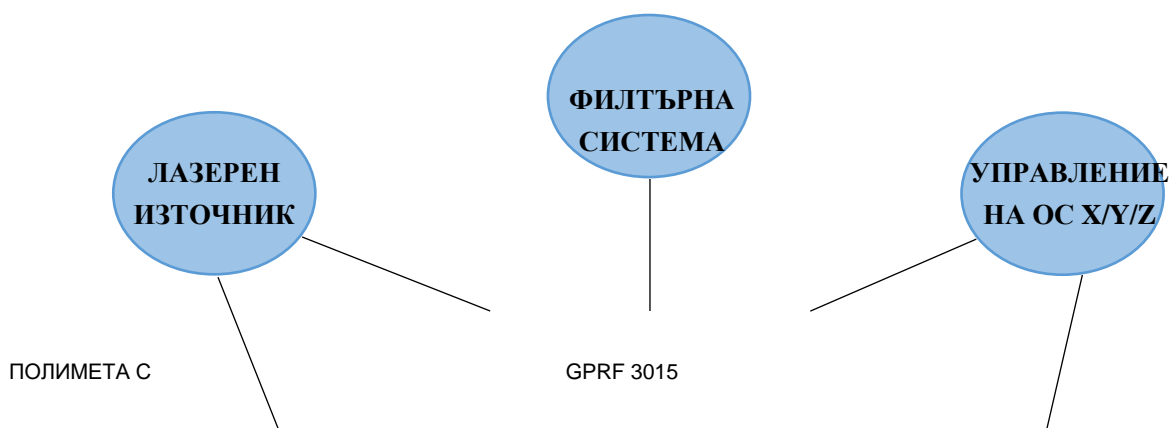 ФИЛТЪРНА
СИСТЕМА
ЛАЗЕРЕН
ИЗТОЧНИК
УПРАВЛЕНИЕ
НА ОС X/Y/Z
ПОЛИМЕТА С
GPRF 3015